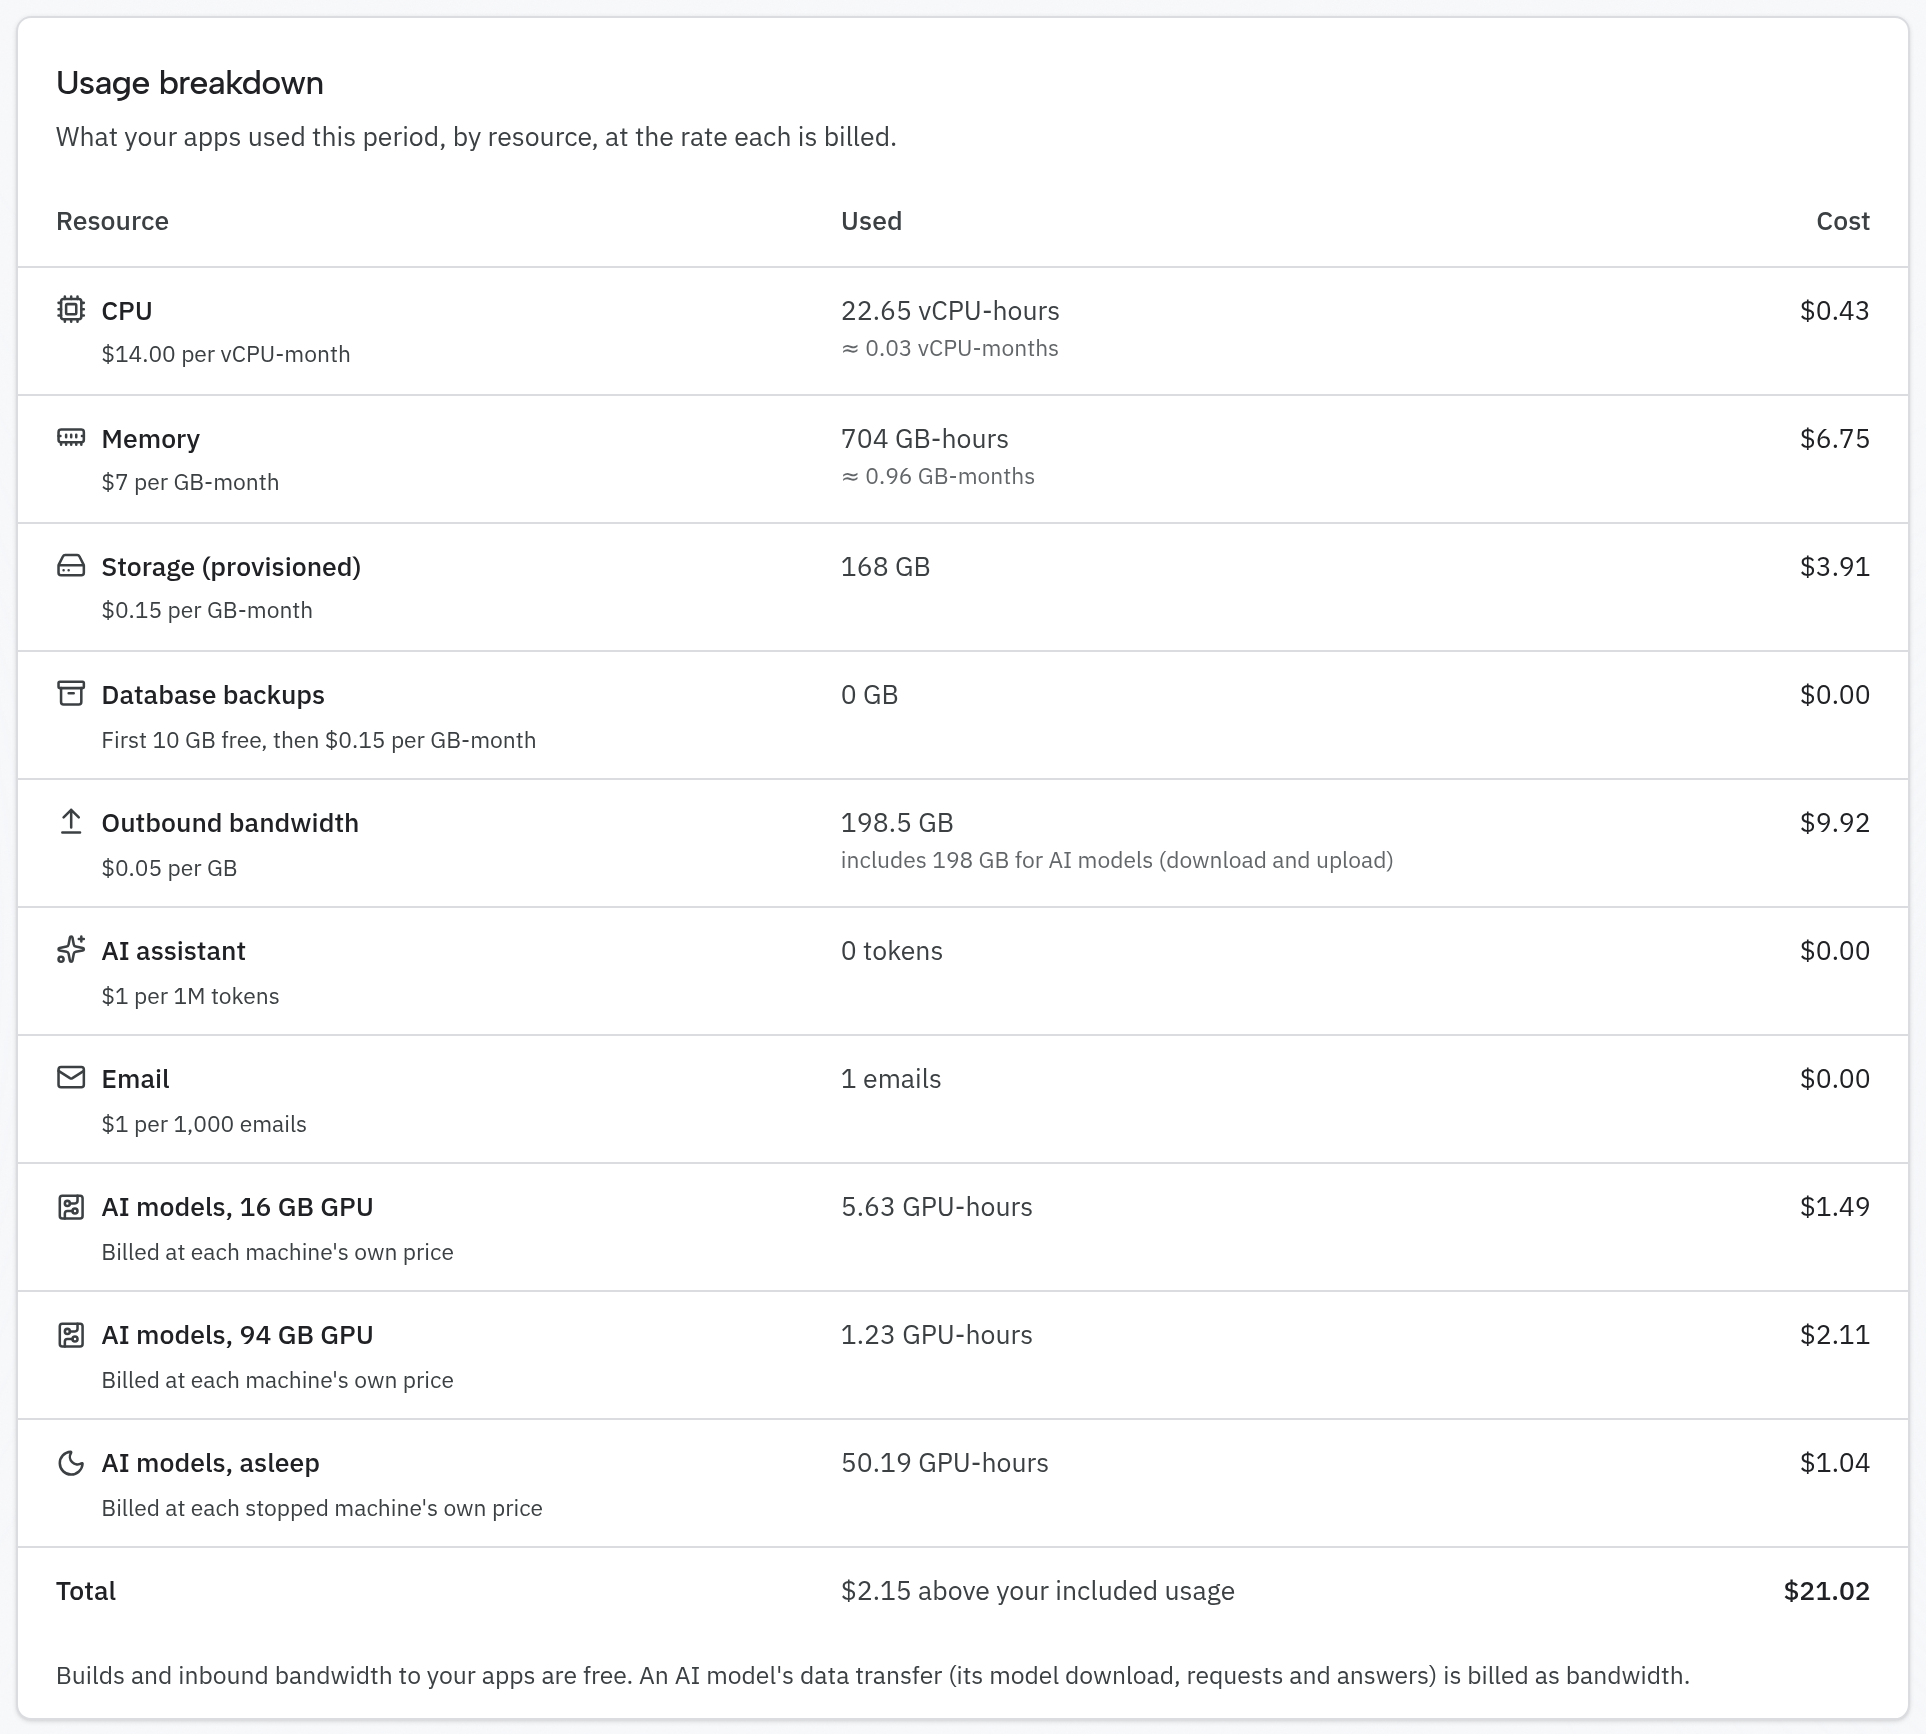 Usage breakdown
What your apps used this period, by resource, at the rate each is billed.
Resource Used Cost
CPU 22.65 vCPU-hours $0.43
$14.00 per vCPU-month ≈ 0.03 vCPU-months
Memory 704 GB-hours $6.75
$7 per GB-month ≈ 0.96 GB-months
Storage (provisioned) 168 GB $3.91
$0.15 per GB-month
Database backups 0 GB $0.00
First 10 GB free, then $0.15 per GB-month
Outbound bandwidth 198.5 GB $9.92
$0.05 per GB includes 198 GB for AI models (download and upload)
AI assistant 0 tokens $0.00
$1 per 1M tokens
Email 1 emails $0.00
$1 per 1,000 emails
AI models, 16 GB GPU 5.63 GPU-hours $1.49
Billed at each machine's own price
AI models, 94 GB GPU 1.23 GPU-hours $2.11
Billed at each machine's own price
AI models, asleep 50.19 GPU-hours $1.04
Billed at each stopped machine's own price
Total $2.15 above your included usage $21.02
Builds and inbound bandwidth to your apps are free. An AI model's data transfer (its model download, requests and answers) is billed as bandwidth.